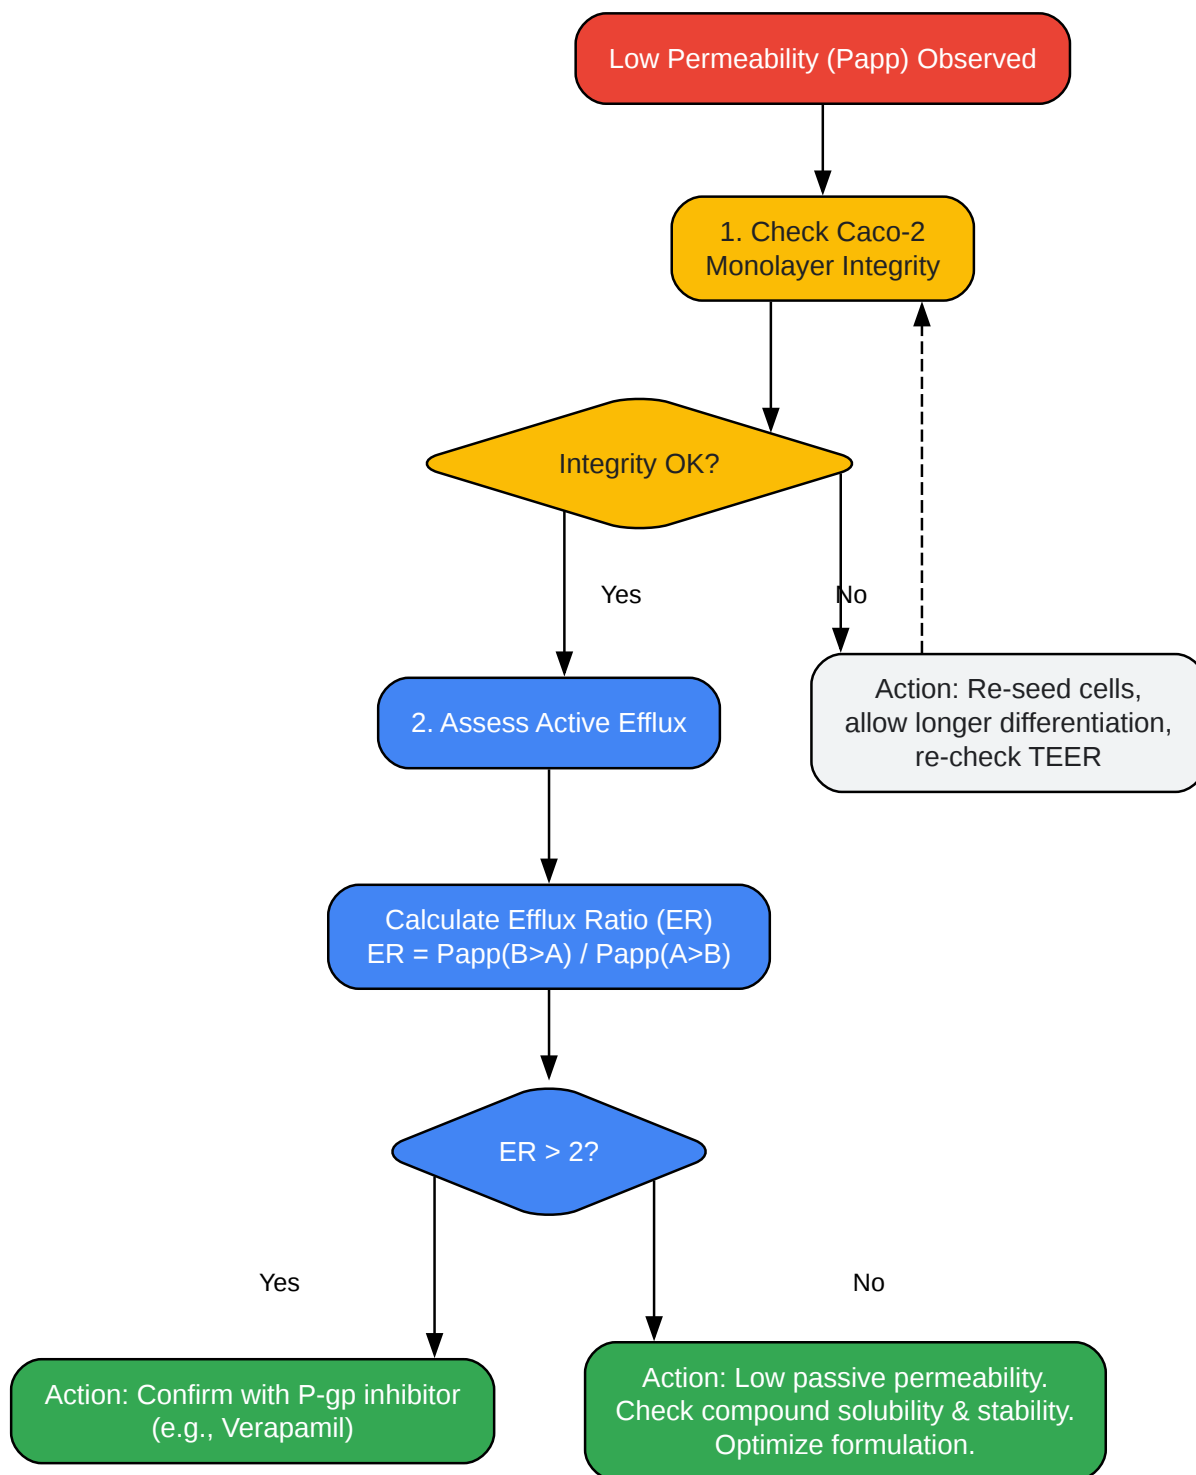 Low Permeability (Papp) Observed
1. Check Caco-2
Monolayer Integrity
Integrity OK?
Yes
No
Action: Re-seed cells,
allow longer differentiation,
re-check TEER
2. Assess Active Efflux
Calculate Efflux Ratio (ER)
ER = Papp(B>A) / Papp(A>B)
ER > 2?
Yes
No
Action: Confirm with P-gp inhibitor
(e.g., Verapamil)
Action: Low passive permeability.
Check compound solubility & stability.
Optimize formulation.